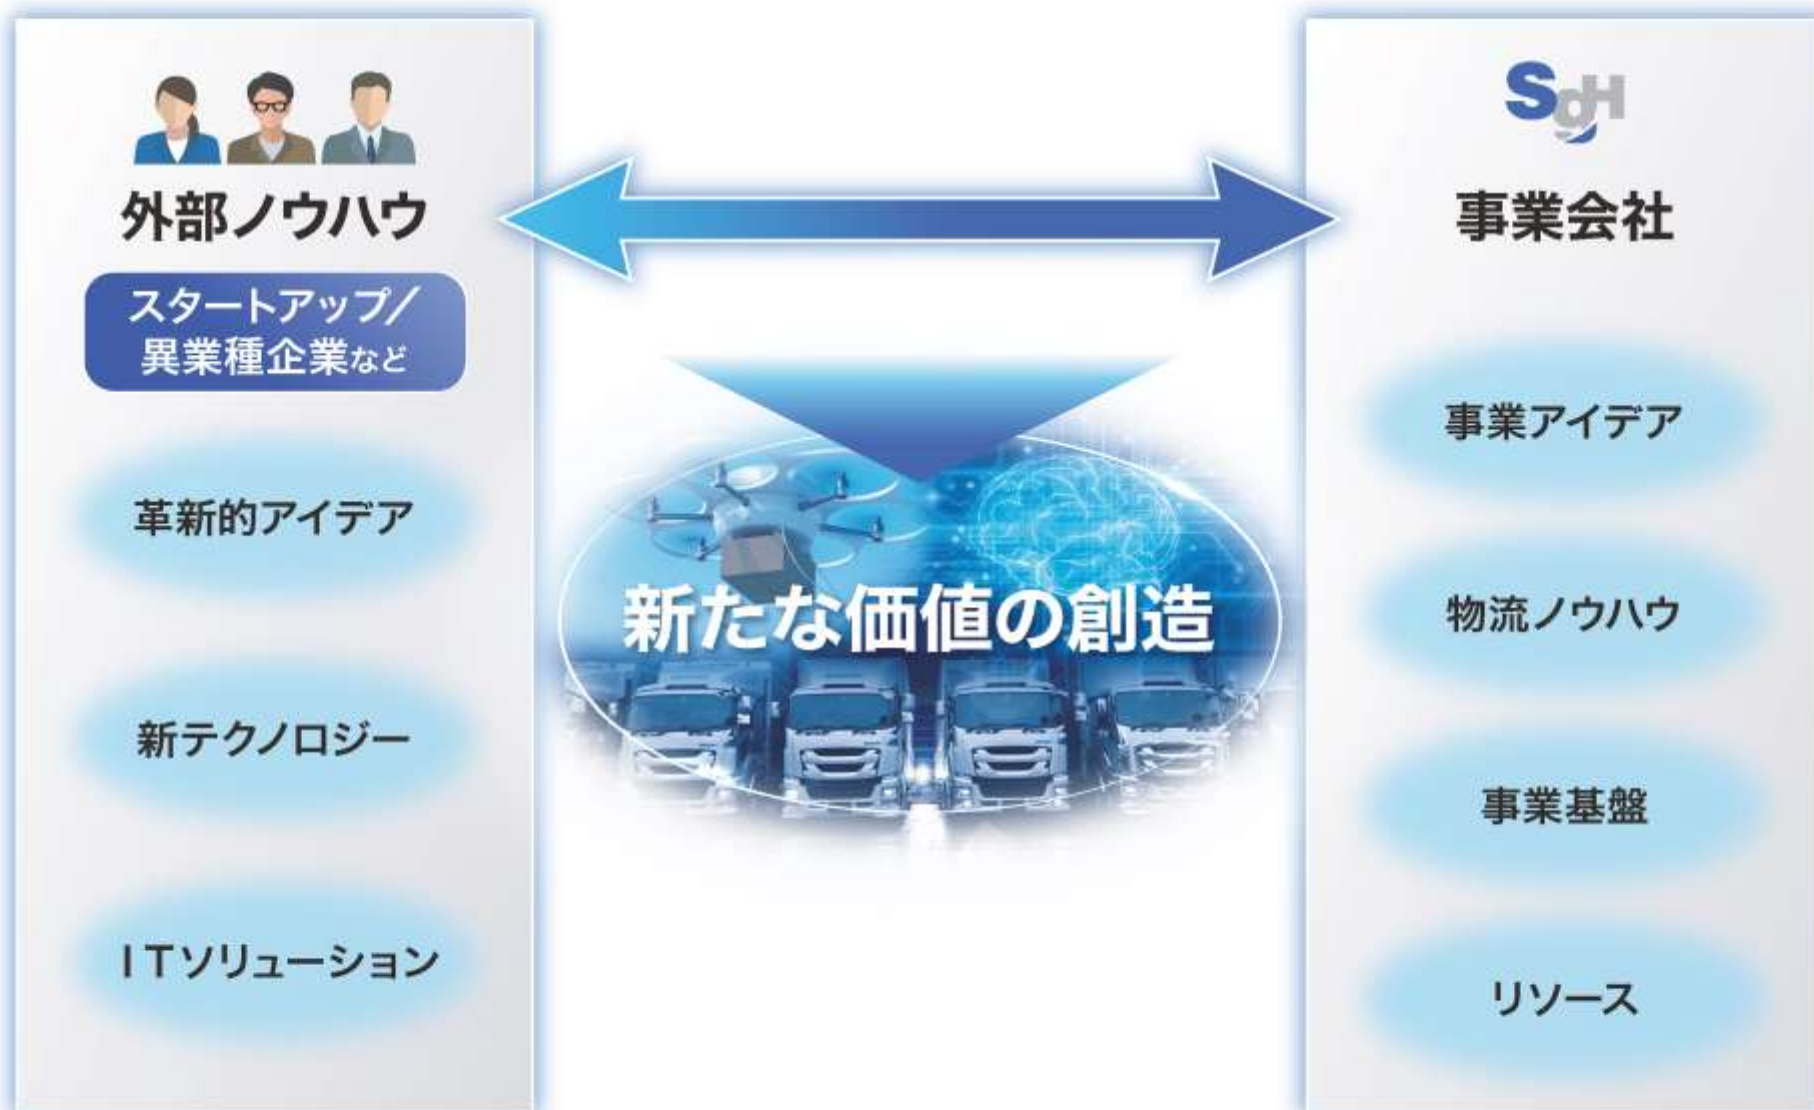 外部ノウハウ
スタートアップ/
異業種企業など
革新的アイデア
新テクノロジー
ITソリューション
新たな価値の創造
SgH
事業会社
事業アイデア
物流ノウハウ
事業基盤
リソース